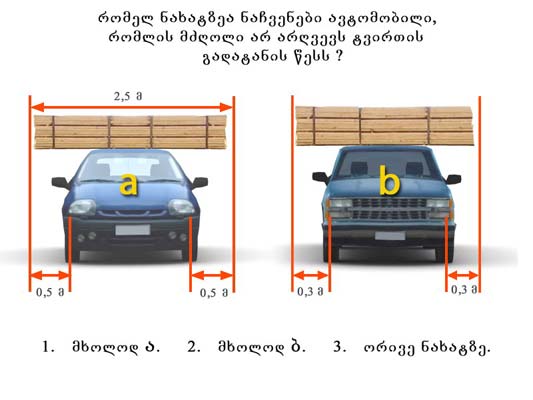 რომელ ნახატზეა ნაჩვენები ავტომობილი,
რომლის მძღოლი არ არღვევს ტვირთის
გადატანის წესს ?
2,5 მ
a
b
0,5 მ
0,5 მ
0,3 მ
0,3 მ
1. მხოლოდ ა. 2. მხოლოდ ბ. 3. ორივე ნახატზე.